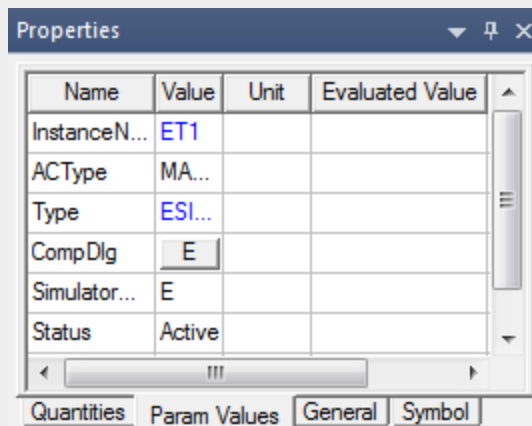 Properties
Name Value Unit Evaluated Value
InstanceN... ET1
ACType MA...
Type ESI...
CompDlg E
Simulator... E
Status Active
Quantities Param Values General Symbol